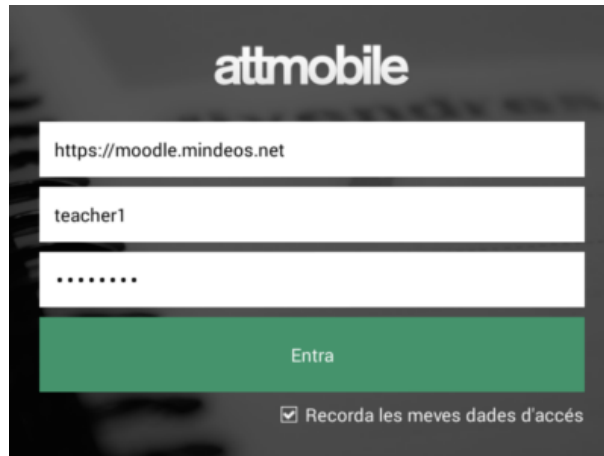 attmobile
https://moodle.mindeos.net
teacher1
••••••••
Entra
Recorda les meves dades d'accés